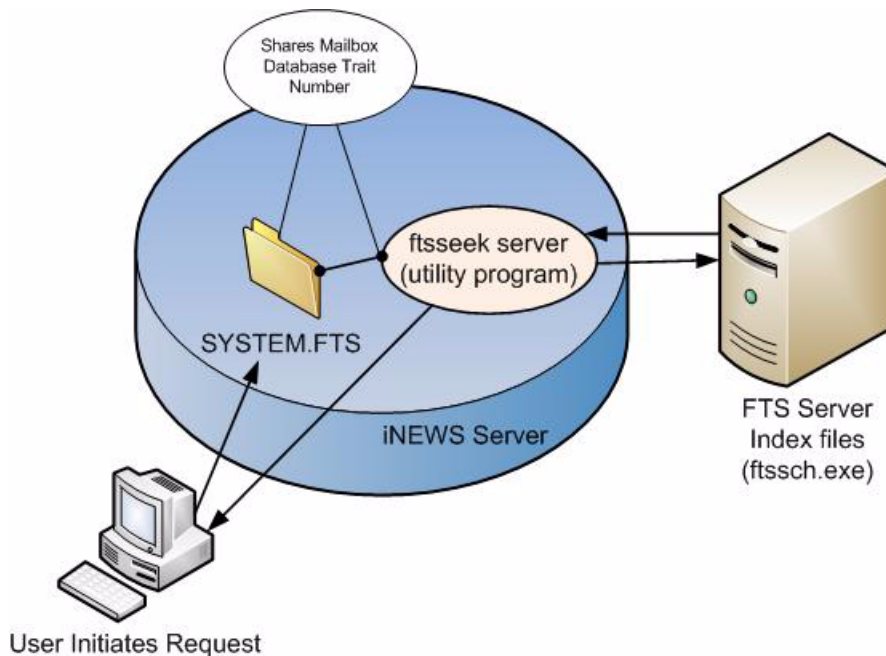 Shares Mailbox
Database Trait
Number
ftsseek server
(utility program)
SYSTEM.FTS
iNEWS Server
FTS Server
Index files
(ftssch.exe)
User Initiates Request